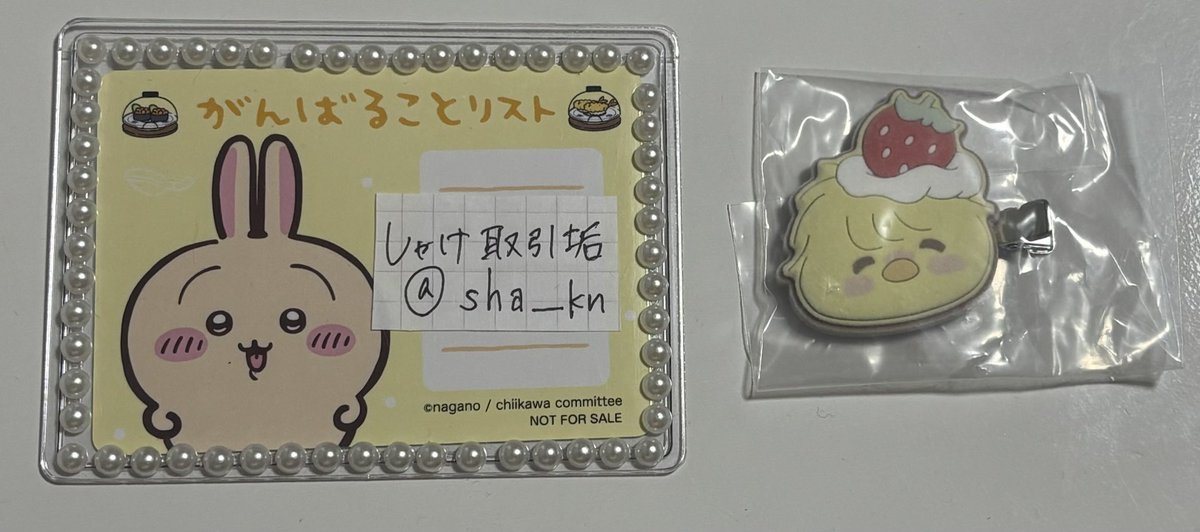 がんばることリスト
しゃけ取引垢
@sha_kn
©nagano / chiikawa committee
NOT FOR SALE